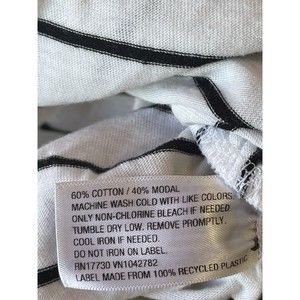 60% COTTON / 40% MODAL
MACHINE WASH COLD WITH LIKE COLORS.
ONLY NON-CHLORINE BLEACH IF NEEDED.
TUMBLE DRY LOW. REMOVE PROMPTLY.
COOL IRON IF NEEDED.
DO NOT IRON ON LABEL.
RN17730 VN1042782
LABEL MADE FROM 100% RECYCLED PLASTIC